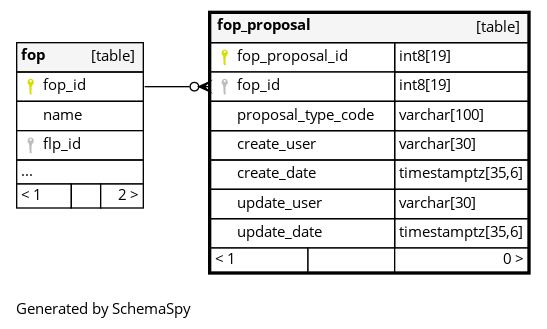 fop [table]
fop_id
name
flp_id
...
< 1 2 >
fop_proposal [table]
fop_proposal_id int8[19]
fop_id int8[19]
proposal_type_code varchar[100]
create_user varchar[30]
create_date timestamptz[35,6]
update_user varchar[30]
update_date timestamptz[35,6]
< 1 0 >
Generated by SchemaSpy